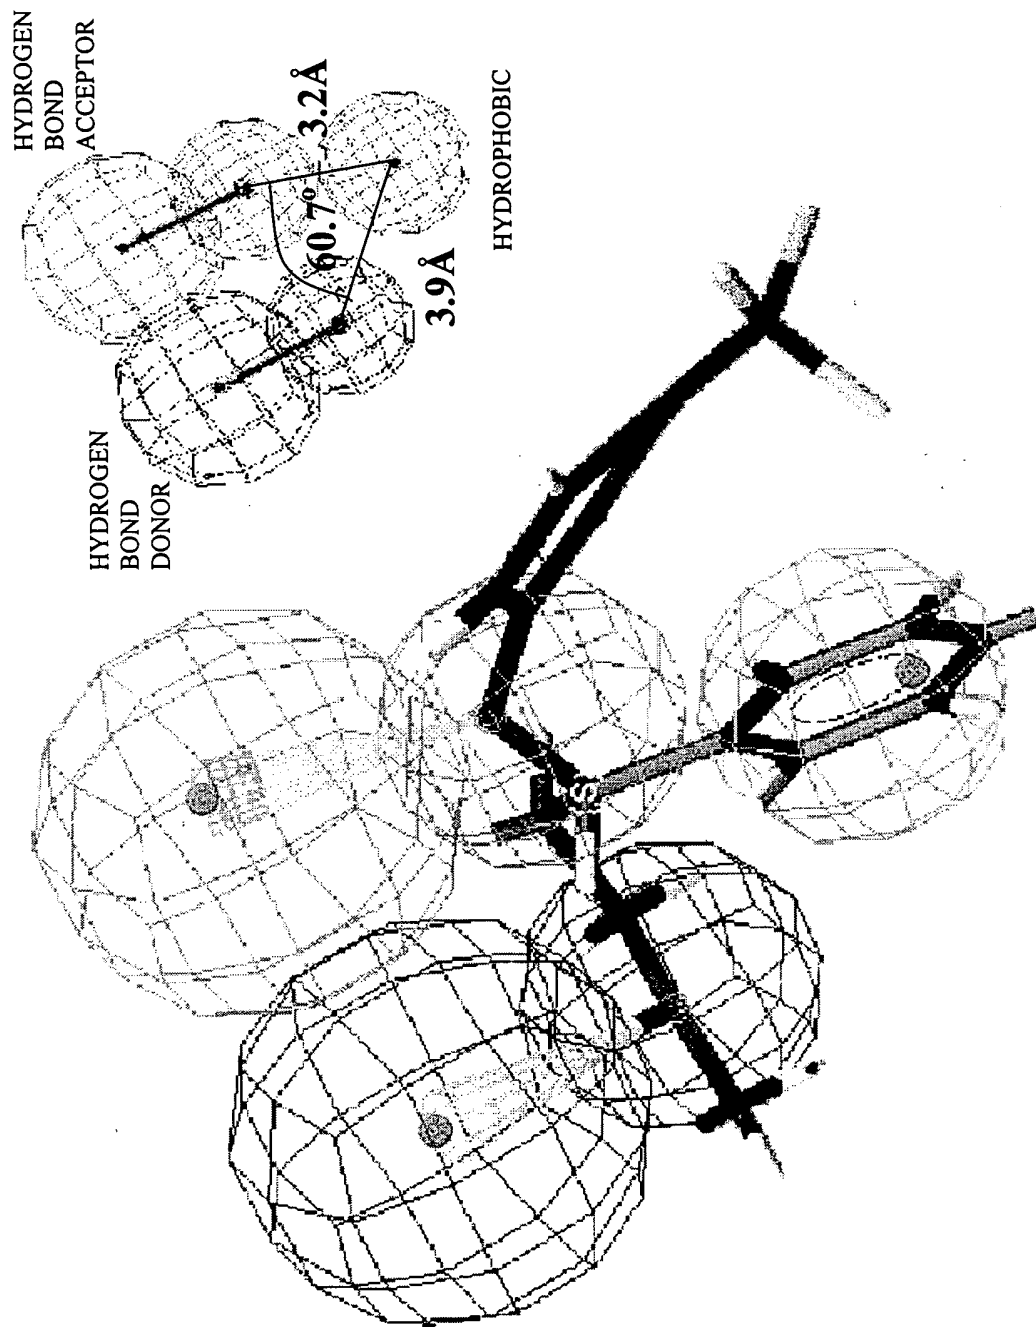 HYDROGEN
BOND
ACCEPTOR
3.2Å
60.7°
HYDROPHOBIC
3.9Å
HYDROGEN
BOND
DONOR
S